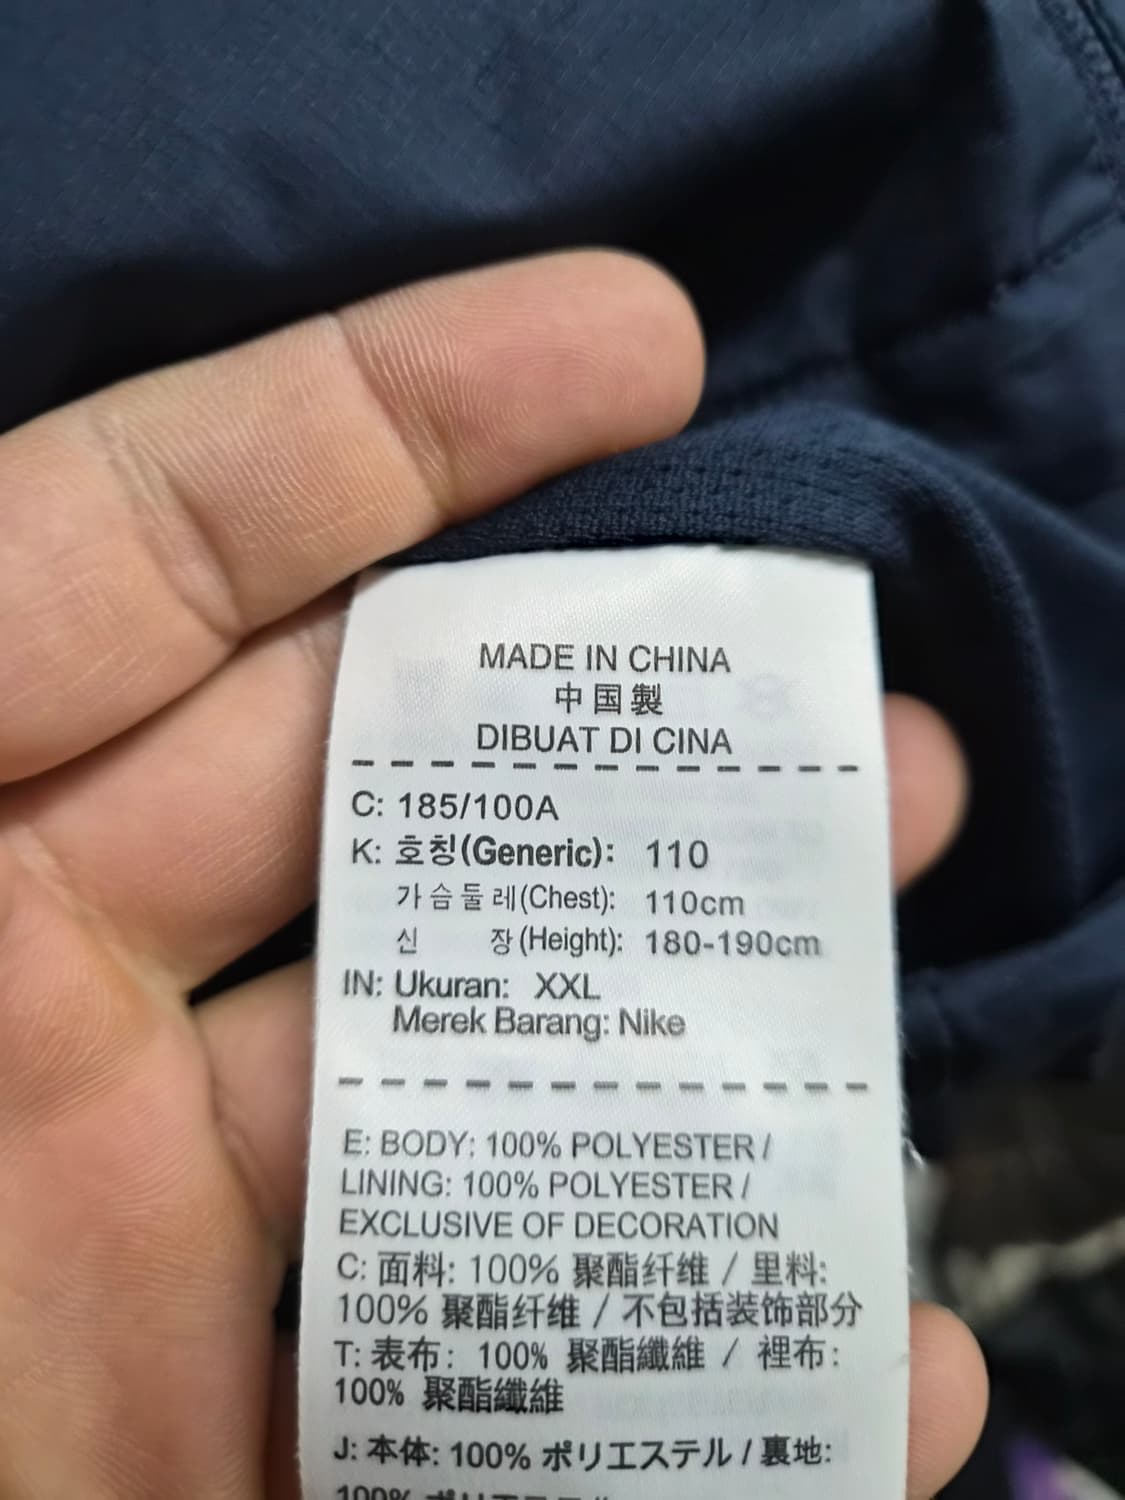 MADE IN CHINA
中国製
DIBUAT DI CINA
C: 185/100A
K: 호칭(Generic): 110
가슴둘레(Chest): 110cm
신 장(Height): 180-190cm
IN: Ukuran: XXL
Merek Barang: Nike
E: BODY: 100% POLYESTER /
LINING: 100% POLYESTER /
EXCLUSIVE OF DECORATION
C: 面料: 100% 聚酯纤维 / 里料:
100% 聚酯纤维 / 不包括装饰部分
T: 表布: 100% 聚酯纖維 / 裡布:
100% 聚酯纖維
J: 本体: 100% ポリエステル / 裏地:
100%